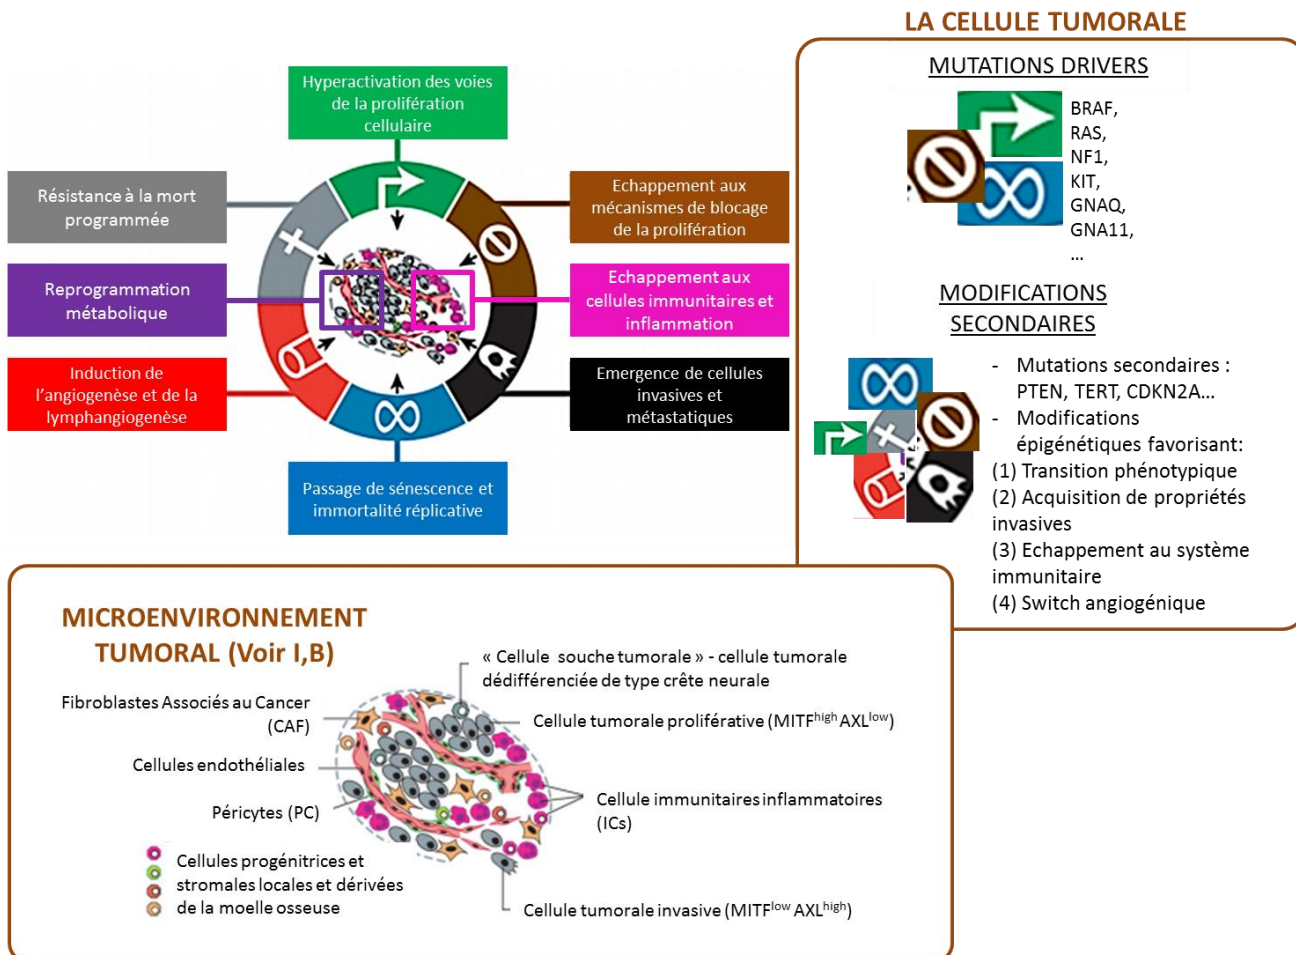 LA CELLULE TUMORALE
Hyperactivation des voies
de la prolifération
cellulaire
Résistance à la mort
programmée
Reprogrammation
métabolique
Induction de
l'angiogenèse et de la
lymphangiogenèse
Echappement aux
mécanismes de blocage
de la prolifération
Echappement aux
cellules immunitaires et
inflammation
Emergence de cellules
invasives et
métastatiques
Passage de sénescence et
immortalité réplicative
MUTATIONS DRIVERS
BRAF,
RAS,
NF1,
KIT,
GNAQ,
GNA11,
...
MODIFICATIONS
SECONDAIRES
- Mutations secondaires :
PTEN, TERT, CDKN2A...
- Modifications
épigénétiques favorisant:
(1) Transition phénotypique
(2) Acquisition de propriétés
invasives
(3) Echappement au système
immunitaire
(4) Switch angiogénique
MICROENVIRONNEMENT
TUMORAL (Voir I,B)
« Cellule souche tumorale » - cellule tumorale
dédifférenciée de type crête neurale
Fibroblastes Associés au Cancer
(CAF)
Cellule tumorale proliférative (MITFhigh AXLlow)
Cellules endothéliales
Péricytes (PC)
Cellule immunitaires inflammatoires
(ICs)
Cellules progénitrices et
stromales locales et dérivées
de la moelle osseuse
Cellule tumorale invasive (MITFlow AXLhigh)